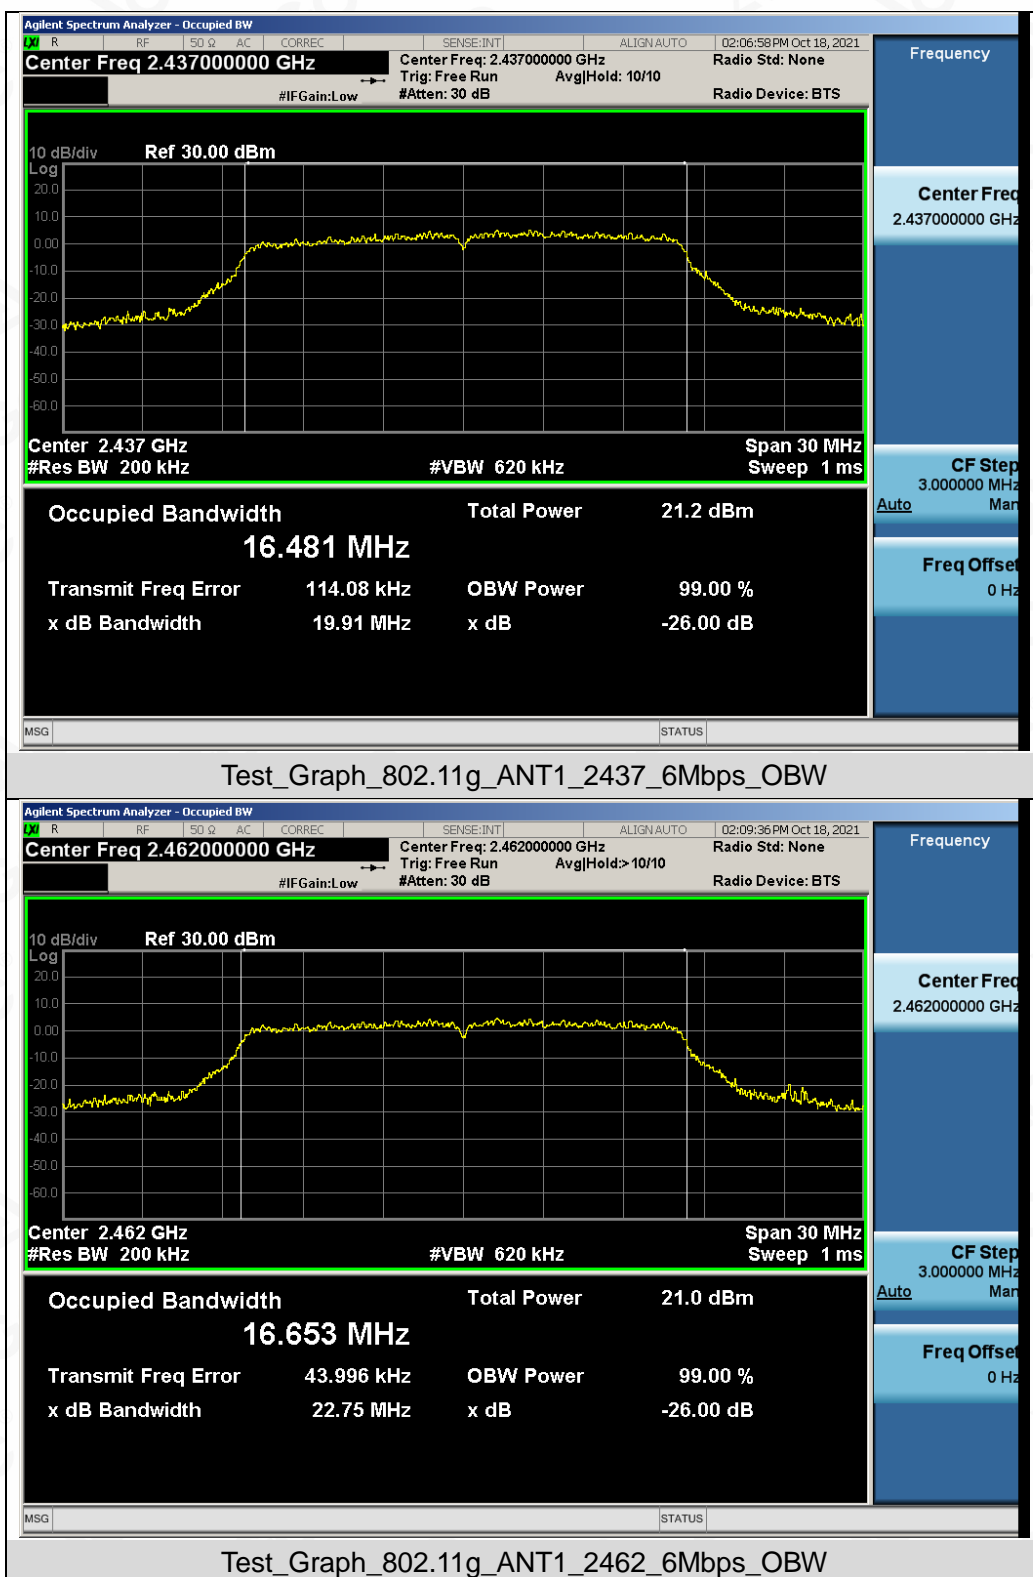 Agilent Spectrum Analyzer - Occupied BW
LXI R RF 50 Ω AC CORREC SENSE:INT ALIGN AUTO 02:06:58 PM Oct 18, 2021
Center Freq 2.437000000 GHz Center Freq: 2.437000000 GHz Radio Std: None Frequency
Trig: Free Run Avg|Hold: 10/10
#IFGain:Low #Atten: 30 dB Radio Device: BTS
10 dB/div Ref 30.00 dBm
Log
20.0
10.0
0.00
-10.0
-20.0
-30.0
-40.0
-50.0
-60.0
Center Freq
2.437000000 GHz
Center 2.437 GHz Span 30 MHz
#Res BW 200 kHz #VBW 620 kHz Sweep 1 ms
CF Step
3.000000 MHz
Auto Man
Occupied Bandwidth Total Power 21.2 dBm
16.481 MHz
Freq Offset
0 Hz
Transmit Freq Error 114.08 kHz OBW Power 99.00 %
x dB Bandwidth 19.91 MHz x dB -26.00 dB
MSG STATUS
Test_Graph_802.11g_ANT1_2437_6Mbps_OBW
Agilent Spectrum Analyzer - Occupied BW
LXI R RF 50 Ω AC CORREC SENSE:INT ALIGN AUTO 02:09:36 PM Oct 18, 2021
Center Freq 2.462000000 GHz Center Freq: 2.462000000 GHz Radio Std: None Frequency
Trig: Free Run Avg|Hold:> 10/10
#IFGain:Low #Atten: 30 dB Radio Device: BTS
10 dB/div Ref 30.00 dBm
Log
20.0
10.0
0.00
-10.0
-20.0
-30.0
-40.0
-50.0
-60.0
Center Freq
2.462000000 GHz
Center 2.462 GHz Span 30 MHz
#Res BW 200 kHz #VBW 620 kHz Sweep 1 ms
CF Step
3.000000 MHz
Auto Man
Occupied Bandwidth Total Power 21.0 dBm
16.653 MHz
Freq Offset
0 Hz
Transmit Freq Error 43.996 kHz OBW Power 99.00 %
x dB Bandwidth 22.75 MHz x dB -26.00 dB
MSG STATUS
Test_Graph_802.11g_ANT1_2462_6Mbps_OBW